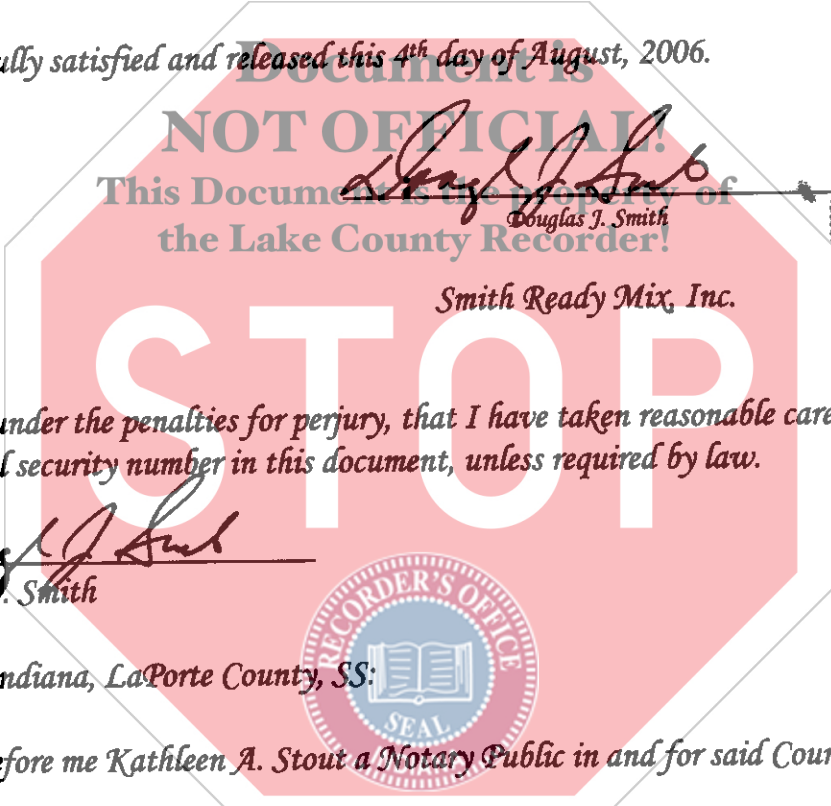 ully satisfied and released this 4th day of August, 2006.
Document is
NOT OFFICIAL!
This Document is the property of
the Lake County Recorder!
Douglas J. Smith
Smith Ready Mix, Inc.
STOP
under the penalties for perjury, that I have taken reasonable care
l security number in this document, unless required by law.
. Smith
RECORDER'S OFFICE
SEAL
ndiana, LaPorte County, SS:
efore me Kathleen A. Stout a Notary Public in and for said Coun